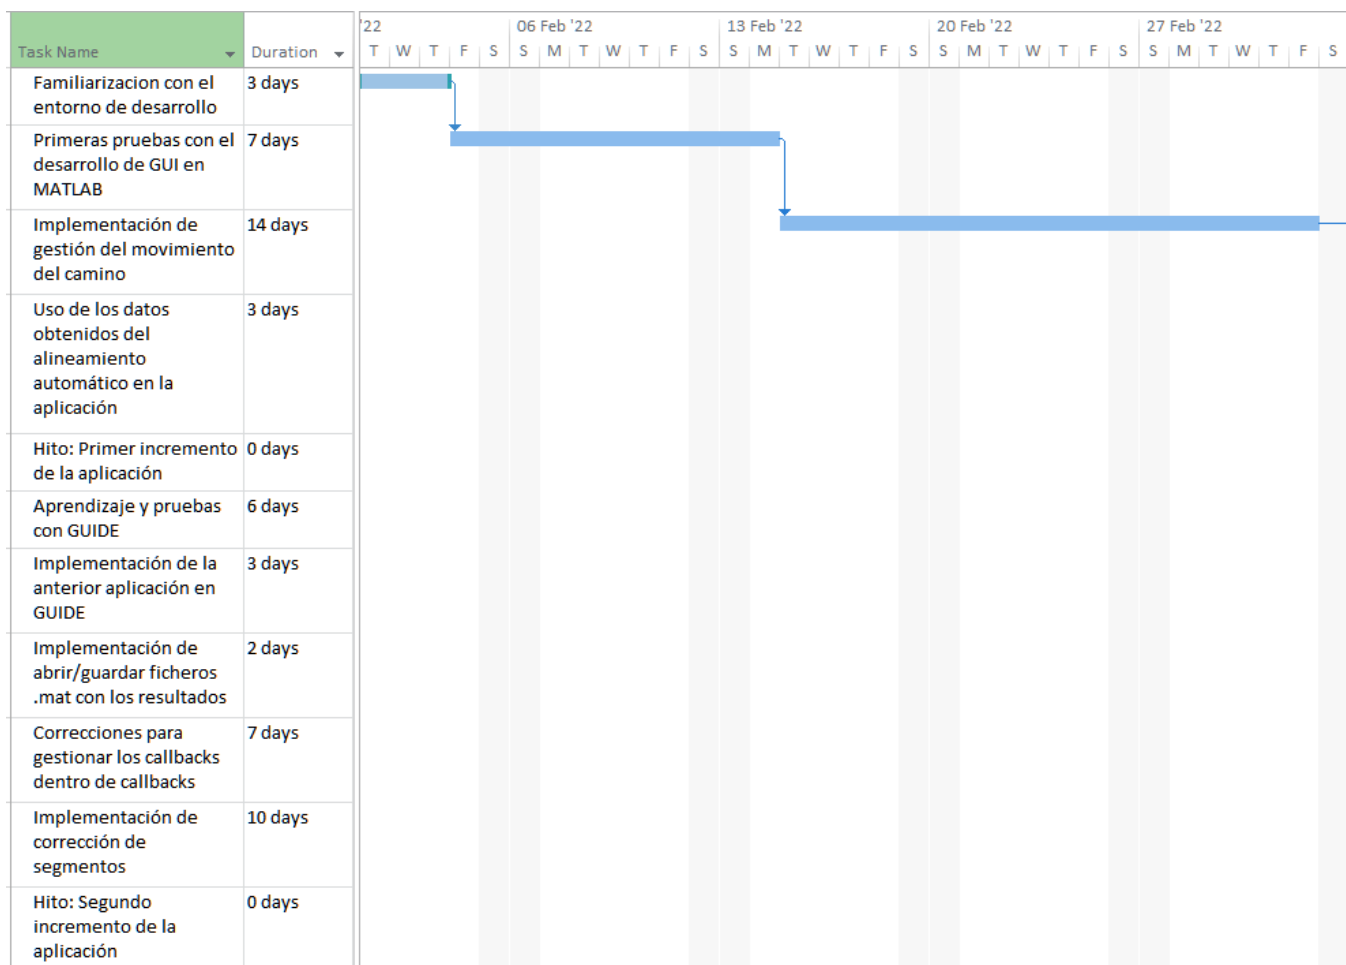 '22 06 Feb '22 13 Feb '22 20 Feb '22 27 Feb '22
Task Name Duration T W T F S S M T W T F S S M T W T F S S M T W T F S S M T W T F S
Familiarizacion con el 3 days
entorno de desarrollo
Primeras pruebas con el 7 days
desarrollo de GUI en
MATLAB
Implementación de 14 days
gestión del movimiento
del camino
Uso de los datos 3 days
obtenidos del
alineamiento
automático en la
aplicación
Hito: Primer incremento 0 days
de la aplicación
Aprendizaje y pruebas 6 days
con GUIDE
Implementación de la 3 days
anterior aplicación en
GUIDE
Implementación de 2 days
abrir/guardar ficheros
.mat con los resultados
Correcciones para 7 days
gestionar los callbacks
dentro de callbacks
Implementación de 10 days
corrección de
segmentos
Hito: Segundo 0 days
incremento de la
aplicación